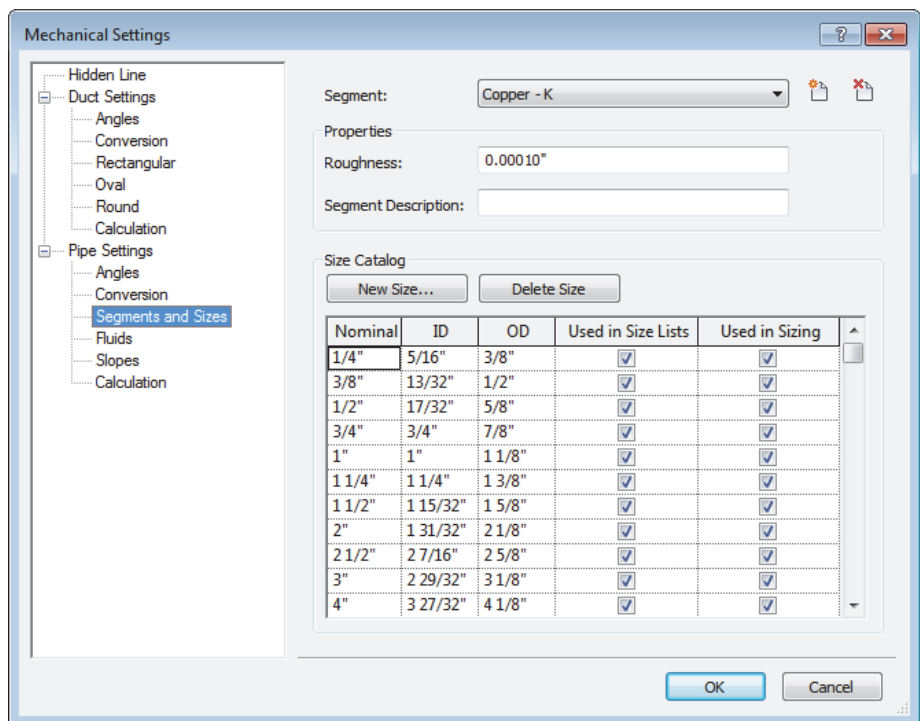 Mechanical Settings
Hidden Line
Duct Settings
Angles
Conversion
Rectangular
Oval
Round
Calculation
Pipe Settings
Angles
Conversion
Segments and Sizes
Fluids
Slopes
Calculation
Segment: Copper - K
Properties
Roughness: 0.00010"
Segment Description:
Size Catalog
New Size... Delete Size
Nominal ID OD Used in Size Lists Used in Sizing
1/4" 5/16" 3/8"
3/8" 13/32" 1/2"
1/2" 17/32" 5/8"
3/4" 3/4" 7/8"
1" 1" 1 1/8"
1 1/4" 1 1/4" 1 3/8"
1 1/2" 1 15/32" 1 5/8"
2" 1 31/32" 2 1/8"
2 1/2" 2 7/16" 2 5/8"
3" 2 29/32" 3 1/8"
4" 3 27/32" 4 1/8"
OK Cancel